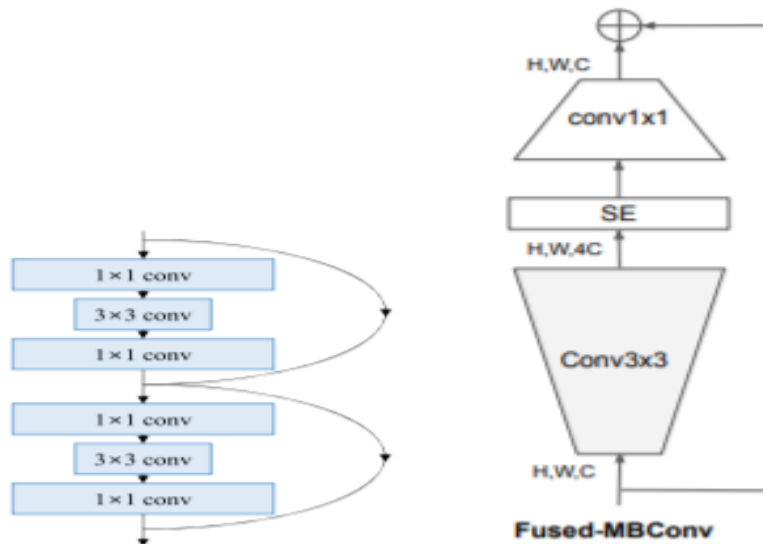 1×1 conv
3×3 conv
1×1 conv
1×1 conv
3×3 conv
1×1 conv
H,W,C
conv1x1
SE
H,W,4C
Conv3x3
H,W,C
Fused-MBConv